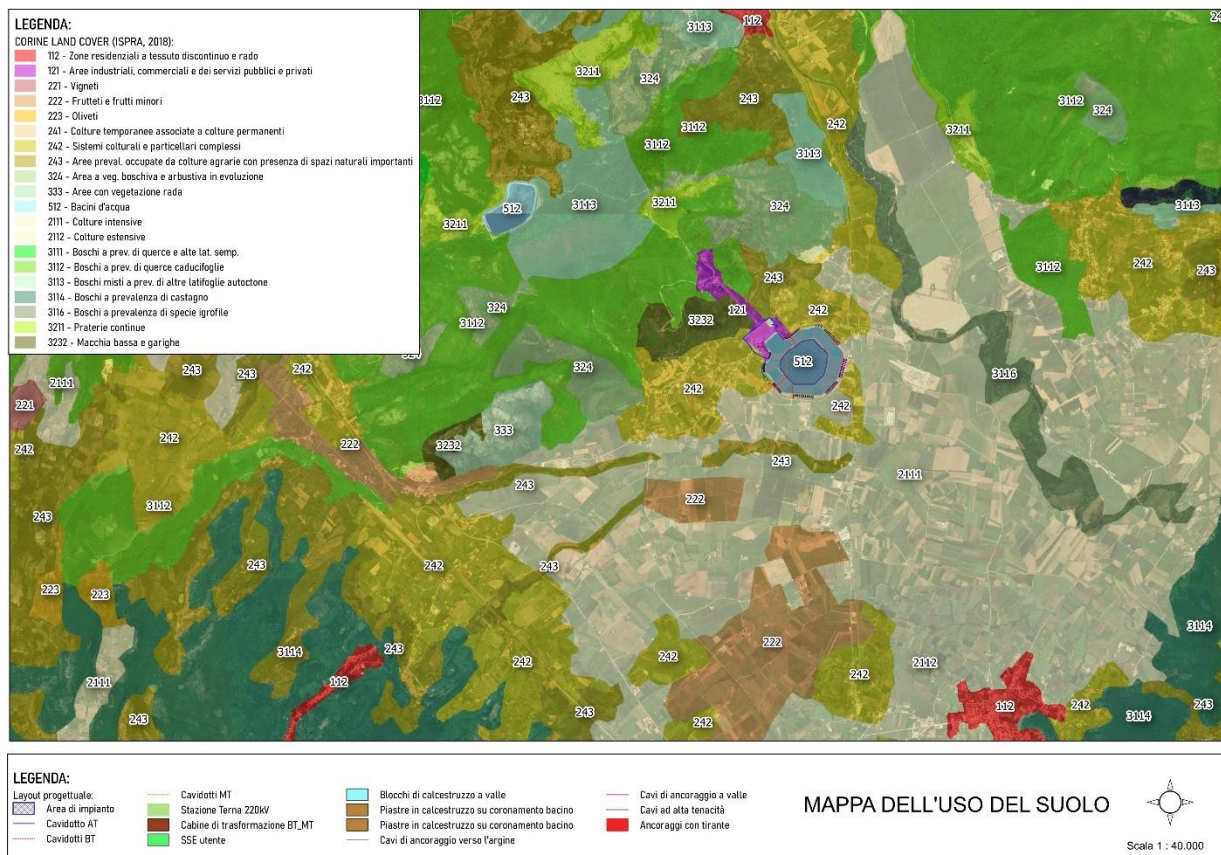 LEGENDA:
CORINE LAND COVER (ISPRA, 2018):
112 - Zone residenziali a tessuto discontinuo e rado
121 - Aree industriali, commerciali e dei servizi pubblici e privati
221 - Vigneti
222 - Frutteti e frutti minori
223 - Oliveti
241 - Colture temporanee associate a colture permanenti
242 - Sistemi colturali e particellari complessi
243 - Aree preval. occupate da colture agrarie con presenza di spazi naturali importanti
324 - Area a veg. boschiva e arbustiva in evoluzione
333 - Aree con vegetazione rada
512 - Bacini d'acqua
2111 - Colture intensive
2112 - Colture estensive
3111 - Boschi a prev. di querce e alte lat. semp.
3112 - Boschi a prev. di querce caducifoglie
3113 - Boschi misti a prev. di altre latifoglie autoctone
3114 - Boschi a prevalenza di castagno
3116 - Boschi a prevalenza di specie igrofile
3211 - Praterie continue
3232 - Macchia bassa e garighe
3113
112
3211
324
3112
243
243
3112
324
3112
242
3211
3112
3113
512
3113
3211
324
3113
3211
243
3112
242
243
324
3112
3232
121
242
512
3116
324
242
242
243
243
242
2111
221
242
242
222
3232
333
243
243
2111
222
3112
243
243
242
243
223
223
3114
3114
243
222
112
242
242
242
2112
2111
243
243
242
112
242
3114
243
LEGENDA:
Layout progettuale:
Area di impianto
Cavidotto AT
Cavidotti BT
Cavidotti MT
Stazione Terna 220kV
Cabine di trasformazione BT_MT
SSE utente
Blocchi di calcestruzzo a valle
Piastre in calcestruzzo su coronamento bacino
Piastre in calcestruzzo su coronamento bacino
Cavi di ancoraggio verso l'argine
Cavi di ancoraggio a valle
Cavi ad alta tenacità
Ancoraggi con tirante
MAPPA DELL'USO DEL SUOLO
Scala 1 : 40.000